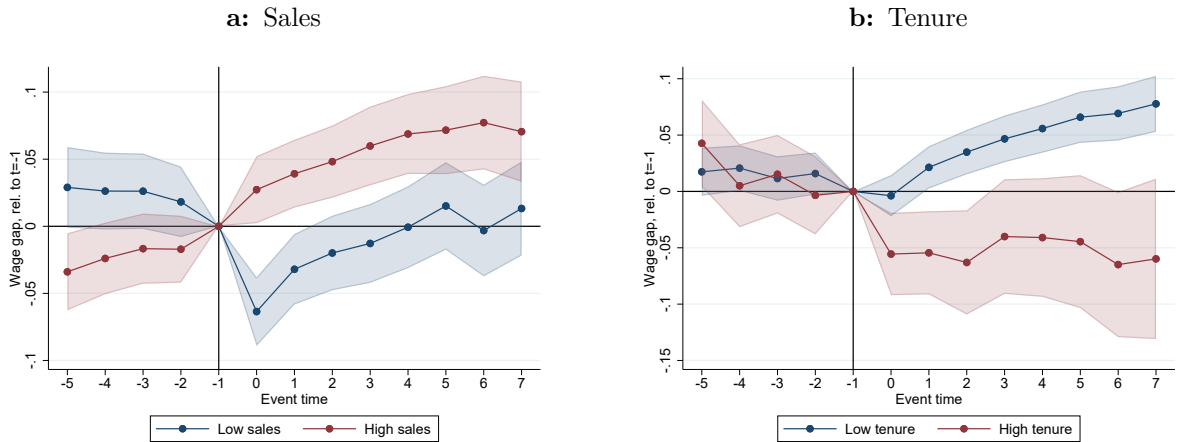 a: Sales
Wage gap, rel. to t=-1
.1
.05
0
-.05
-.1
-5 -4 -3 -2 -1 0 1 2 3 4 5 6 7
Event time
Low sales High sales
b: Tenure
Wage gap, rel. to t=-1
.1
.05
0
-.05
-.1
-.15
-5 -4 -3 -2 -1 0 1 2 3 4 5 6 7
Event time
Low tenure High tenure